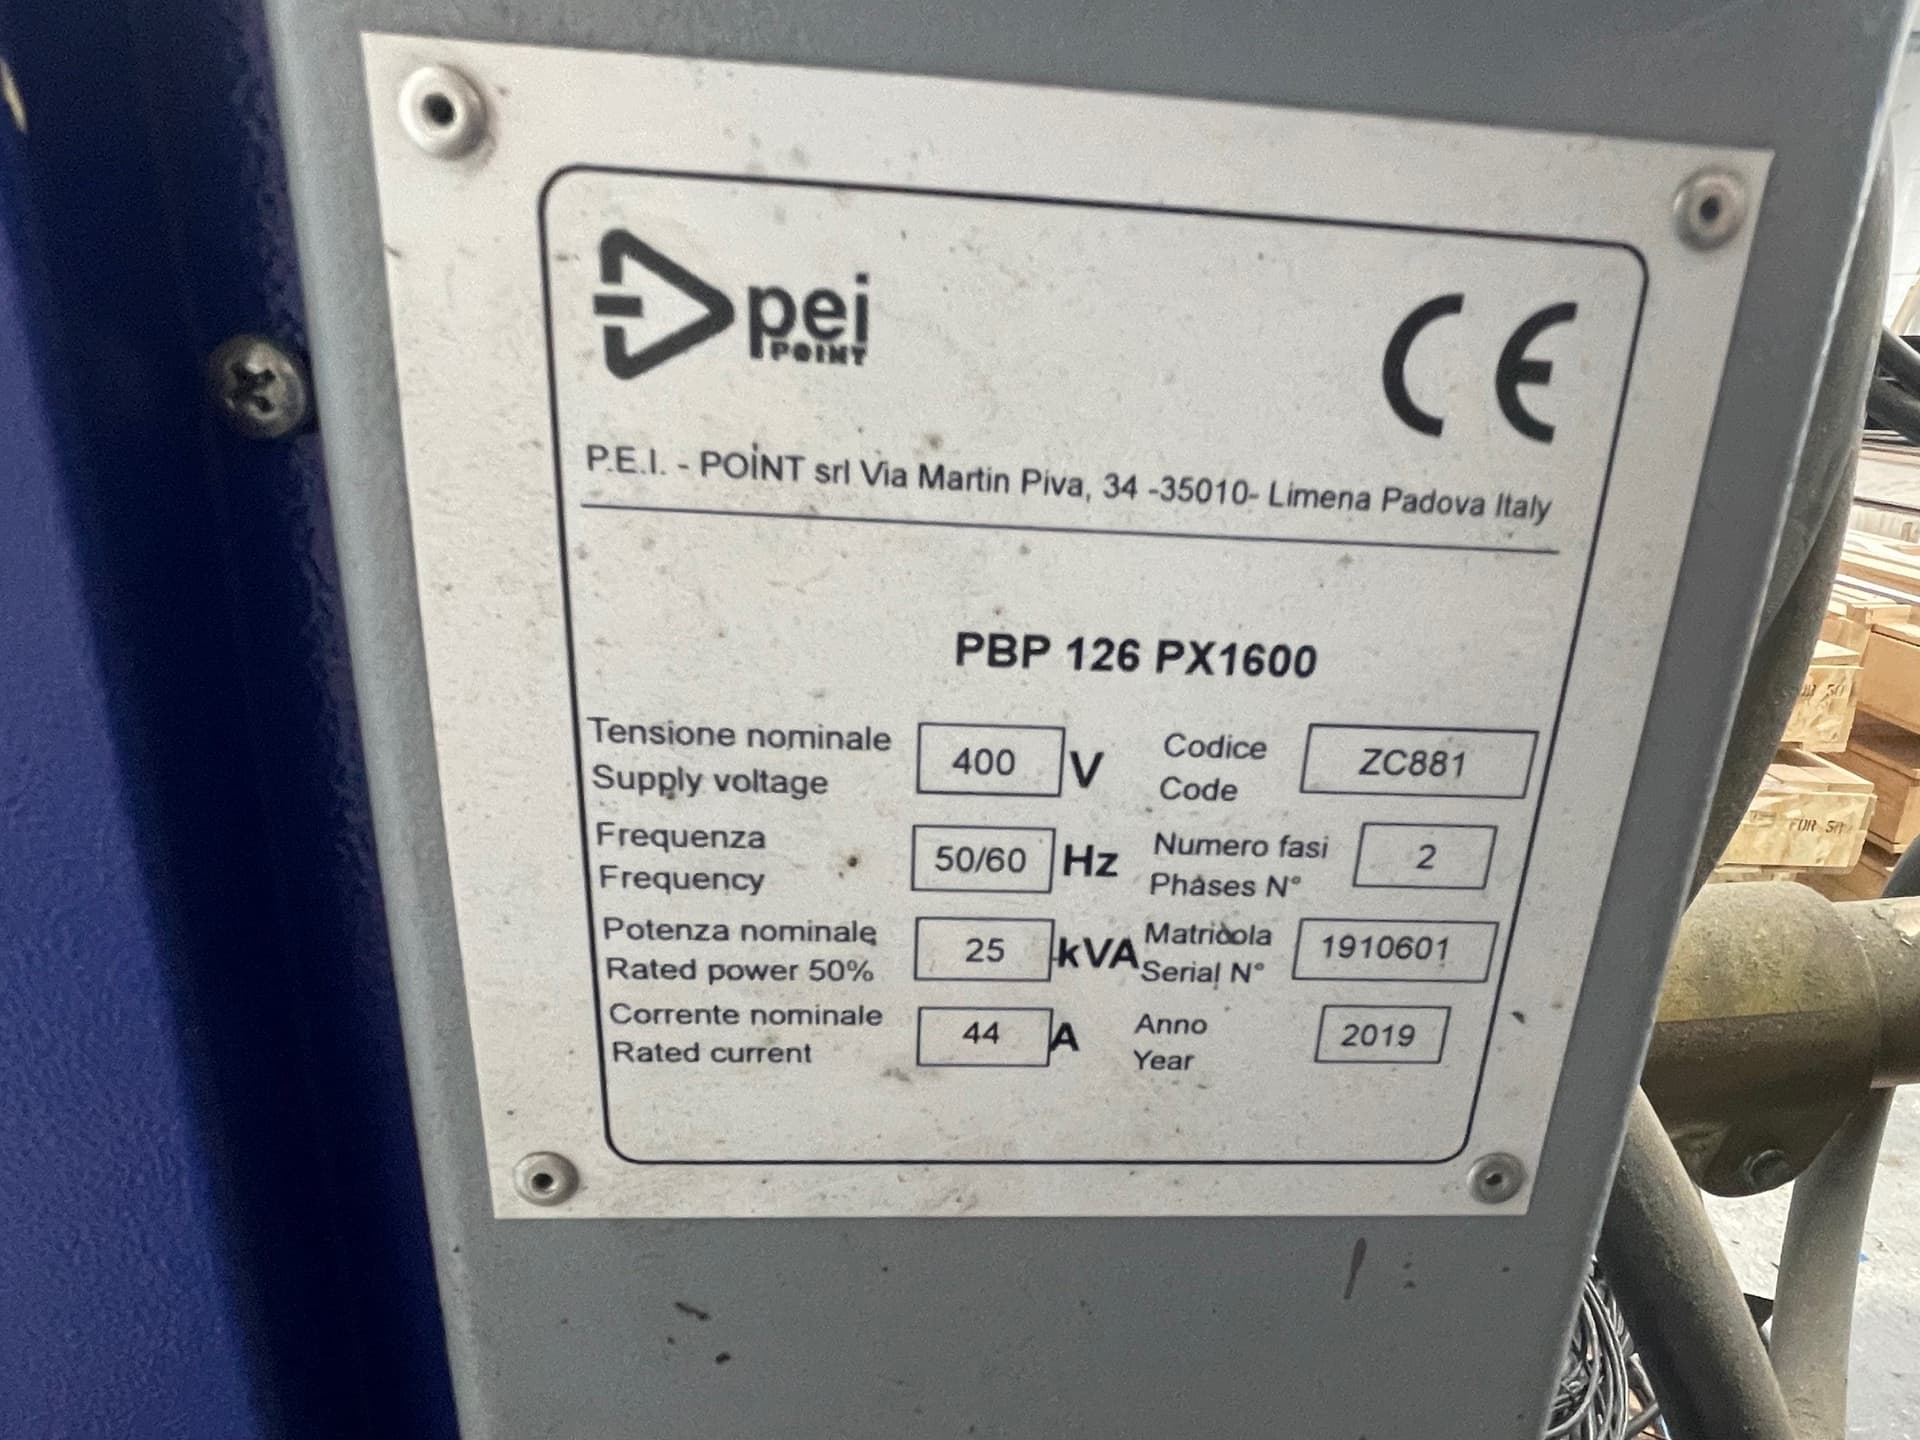 pei
POINT
CE
P.E.I. - POINT srl Via Martin Piva, 34 -35010- Limena Padova Italy
PBP 126 PX1600
Tensione nominale
Supply voltage
400 V
Codice
Code
ZC881
Frequenza
Frequency
50/60 Hz
Numero fasi
Phases N°
2
Potenza nominale
Rated power 50%
25 kVA
Matricola
Serial N°
1910601
Corrente nominale
Rated current
44 A
Anno
Year
2019
FOR 50